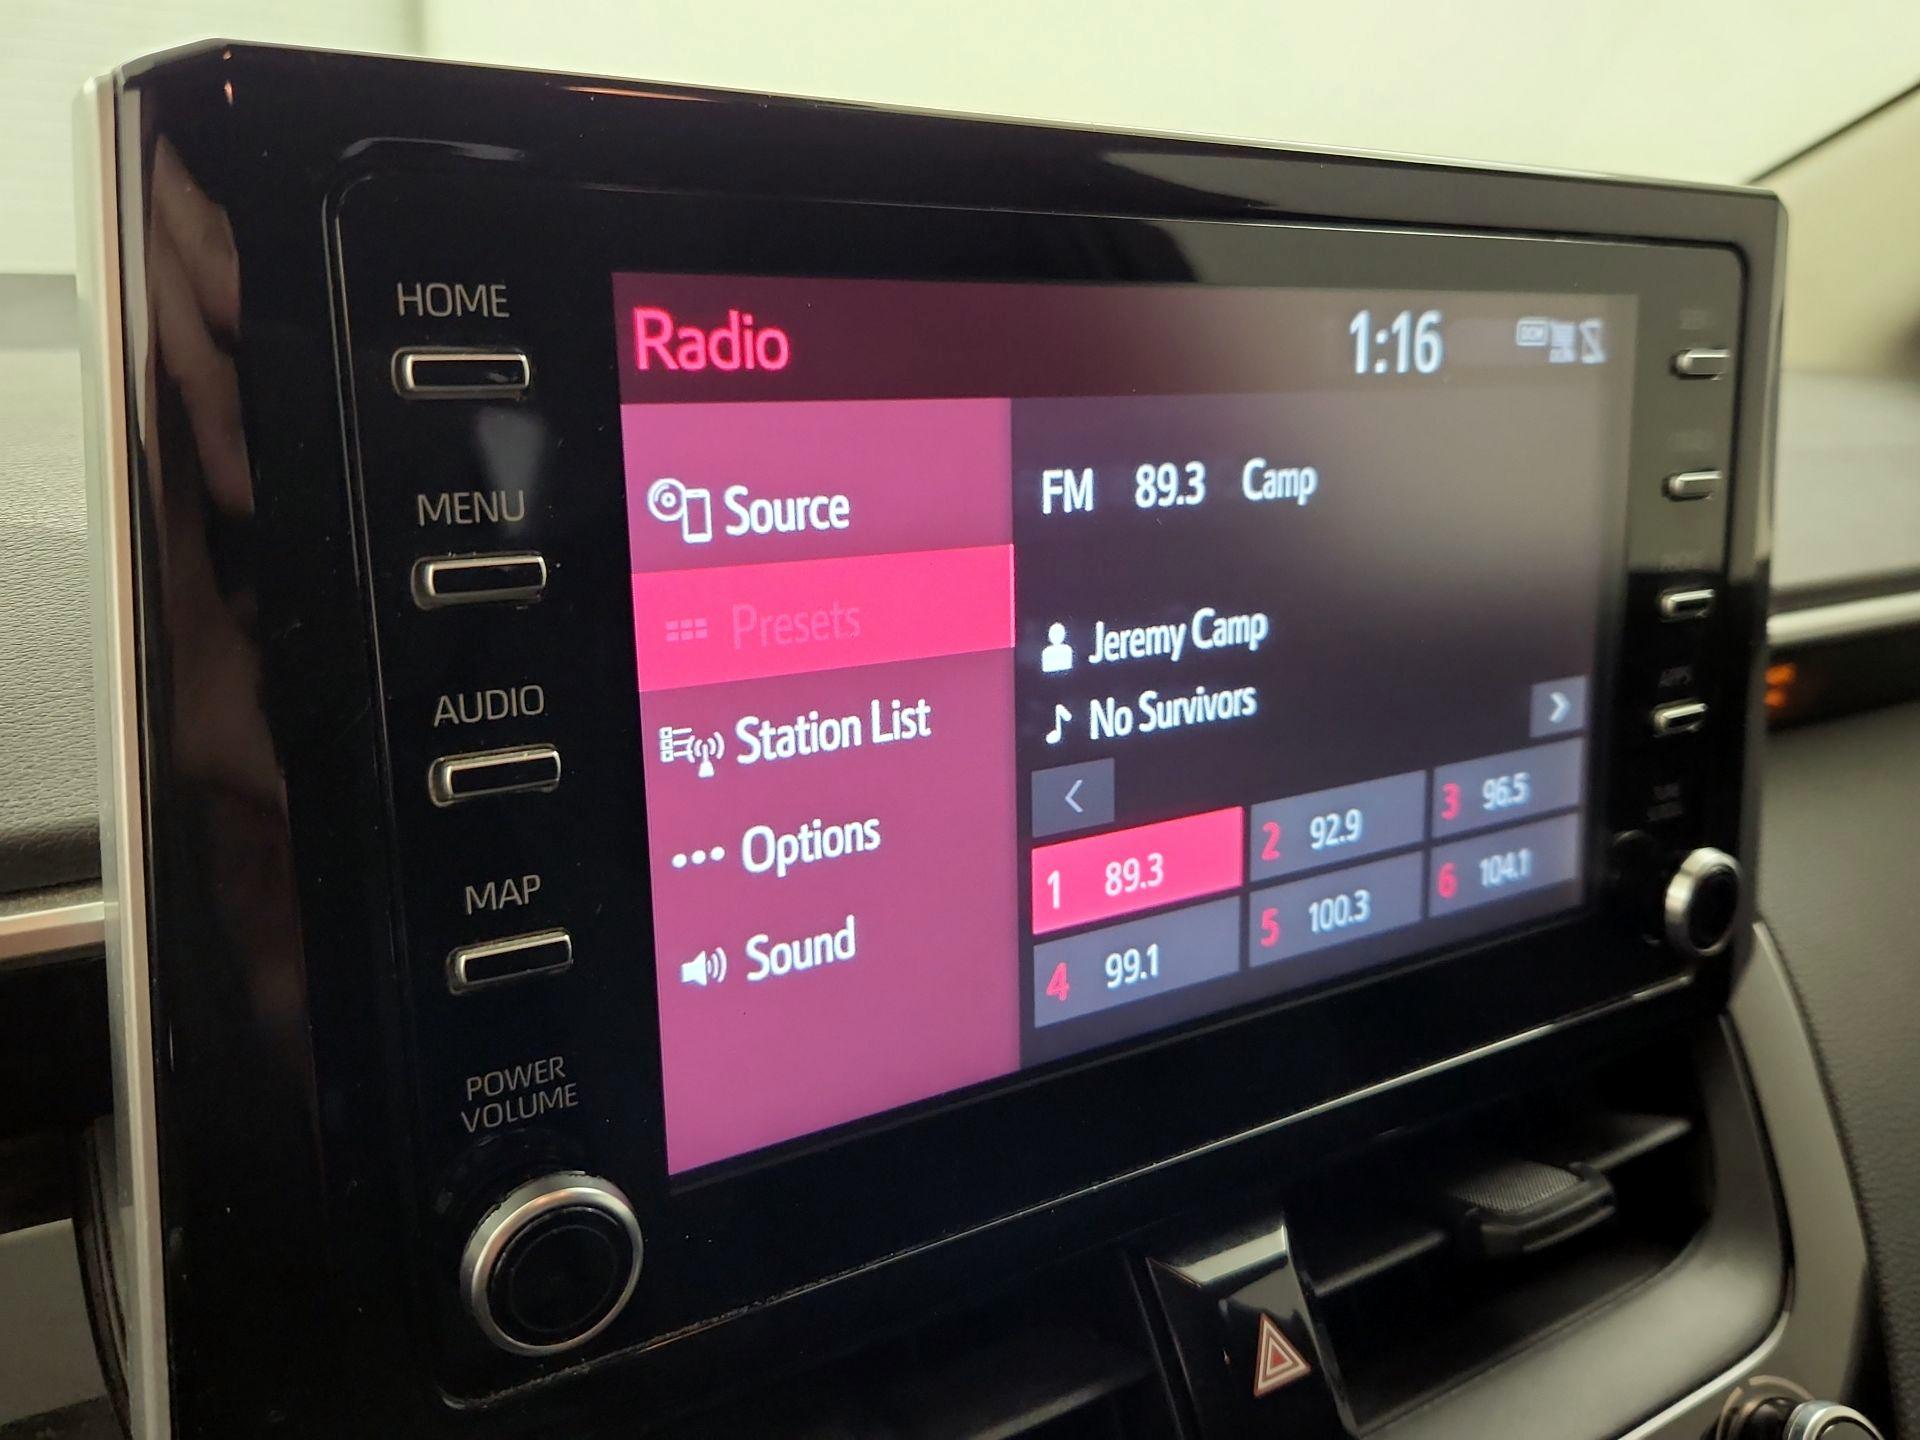 HOME
MENU
AUDIO
MAP
POWER
VOLUME
Radio
1:16
DCM
Source
Presets
Station List
Options
Sound
FM 89.3 Camp
Jeremy Camp
No Survivors
1 89.3
2 92.9
3 96.5
4 99.1
5 100.3
6 104.1
APPS